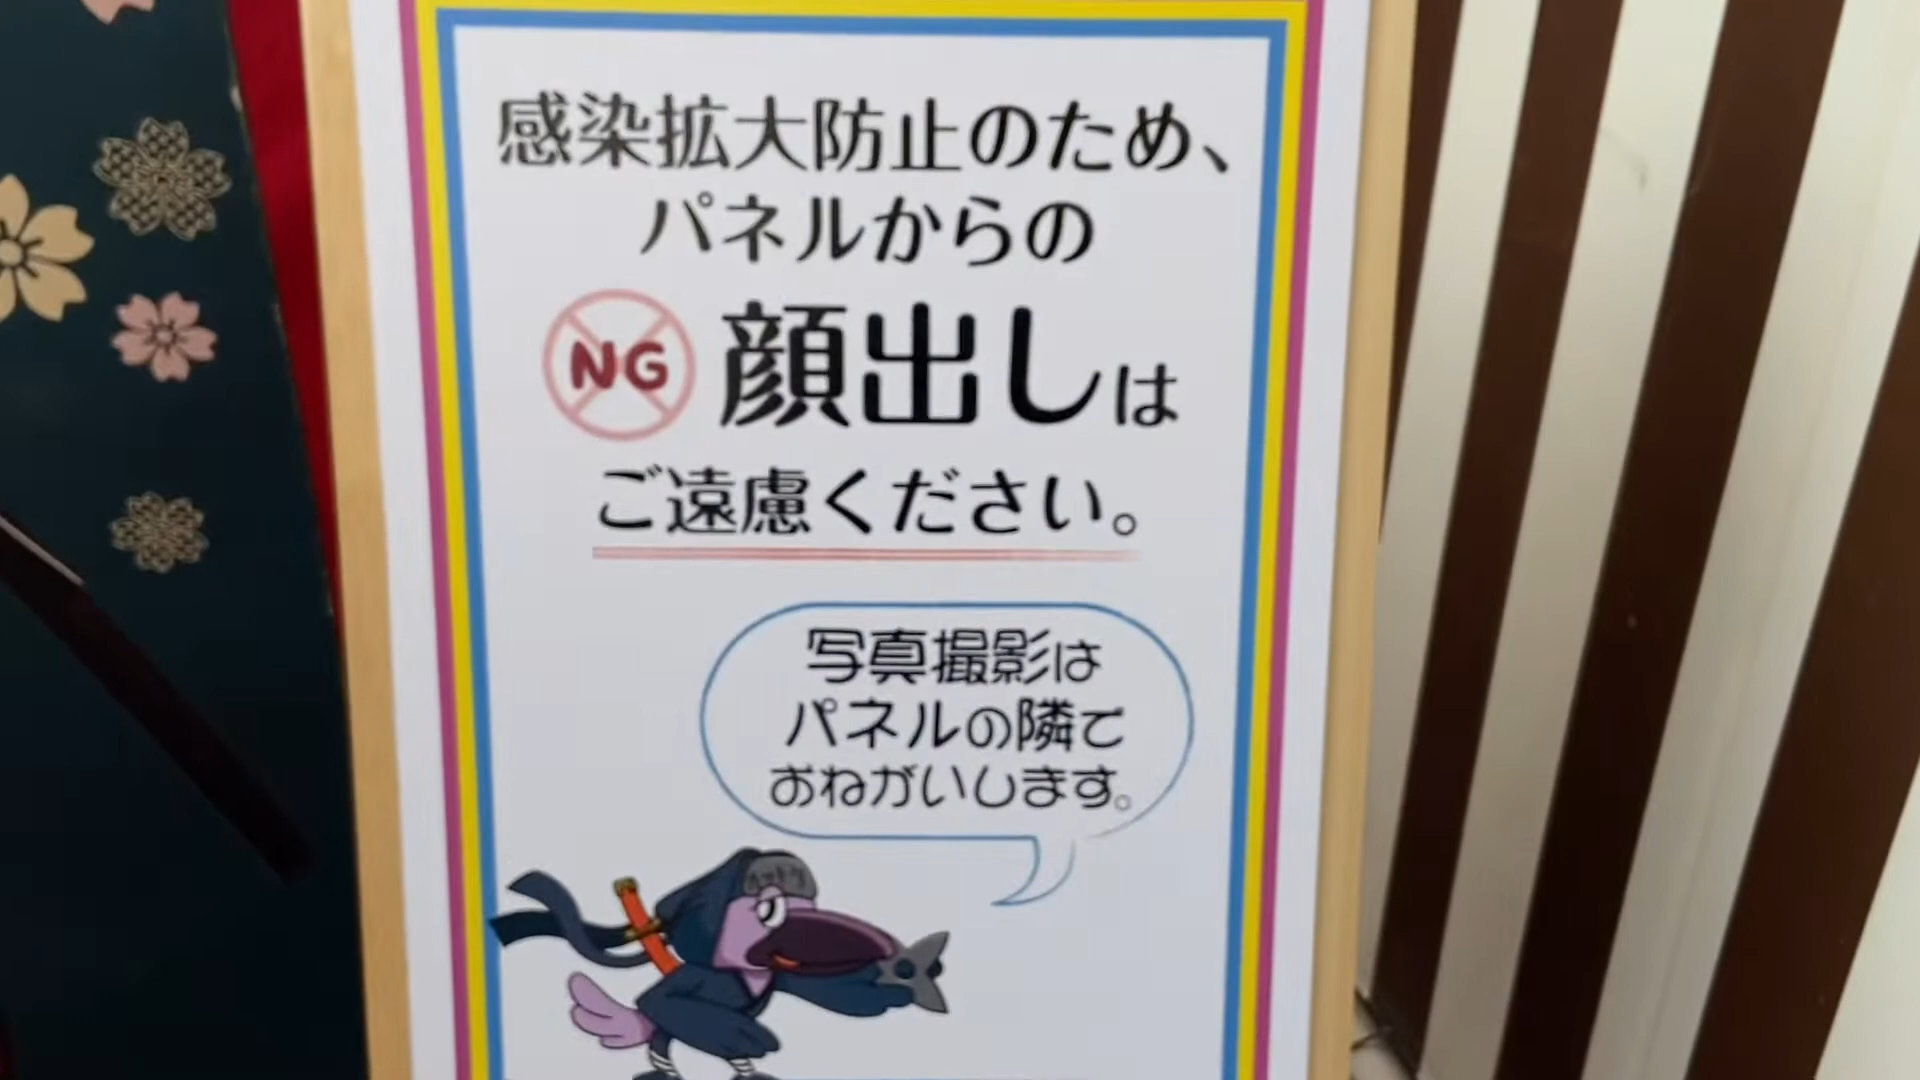 感染拡大防止のため、
パネルからの
NG 顔出しは
ご遠慮ください。
写真撮影は
パネルの隣で
おねがいします。